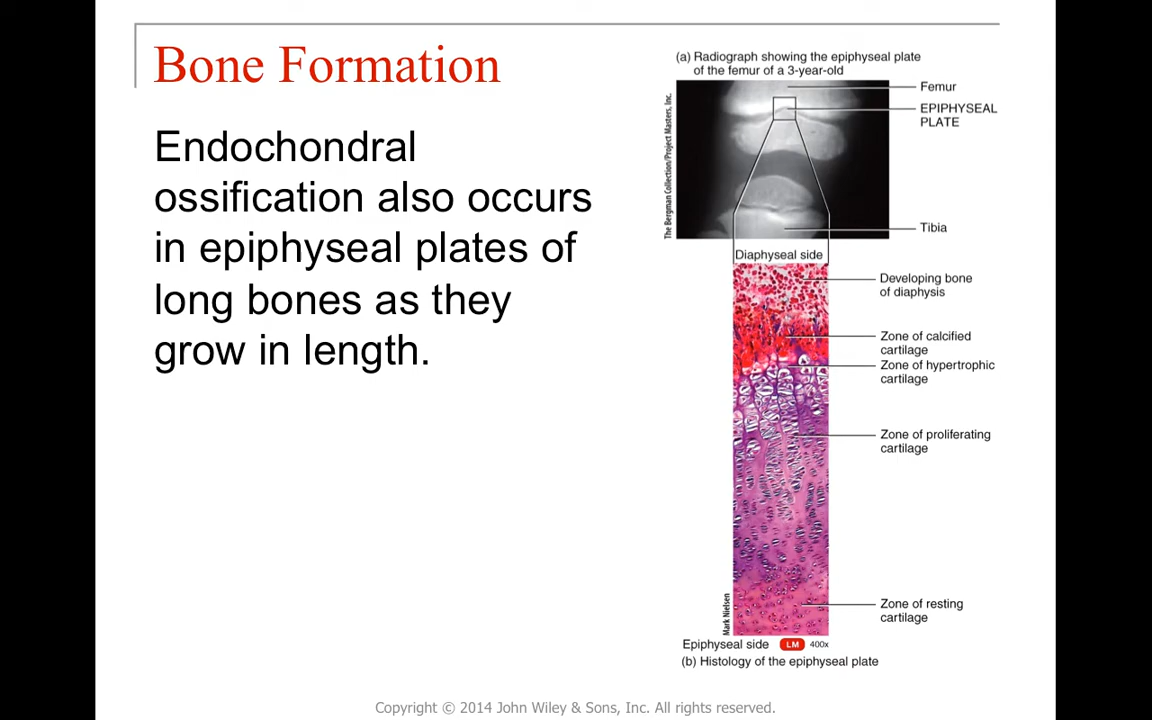 Bone Formation
Endochondral
ossification also occurs
in epiphyseal plates of
long bones as they
grow in length.
(a) Radiograph showing the epiphyseal plate
of the femur of a 3-year-old
The Bergman Collection/Project Masters, Inc.
Femur
EPIPHYSEAL
PLATE
Tibia
Diaphyseal side
Developing bone
of diaphysis
Zone of calcified
cartilage
Zone of hypertrophic
cartilage
Zone of proliferating
cartilage
Zone of resting
cartilage
Mark Nielsen
Epiphyseal side LM 400x
(b) Histology of the epiphyseal plate
Copyright © 2014 John Wiley & Sons, Inc. All rights reserved.